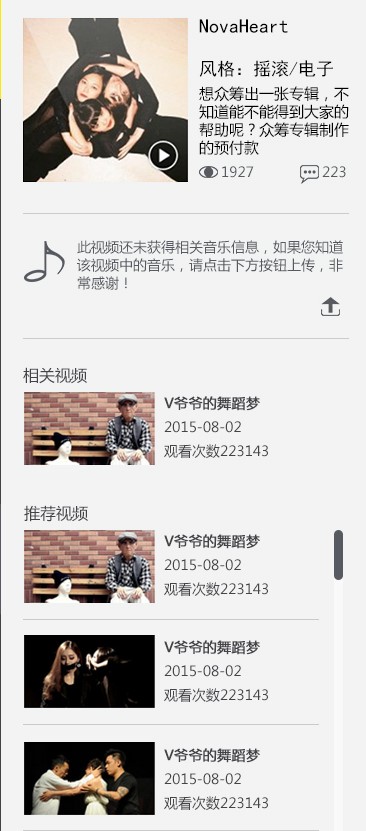 NovaHeart
风格：摇滚/电子
想众筹出一张专辑，不
知道能不能得到大家的
帮助呢？众筹专辑制作
的预付款
1927
223
此视频还未获得相关音乐信息，如果您知道
该视频中的音乐，请点击下方按钮上传，非
常感谢！
相关视频
V爷爷的舞蹈梦
2015-08-02
观看次数223143
推荐视频
V爷爷的舞蹈梦
2015-08-02
观看次数223143
V爷爷的舞蹈梦
2015-08-02
观看次数223143
V爷爷的舞蹈梦
2015-08-02
观看次数223143